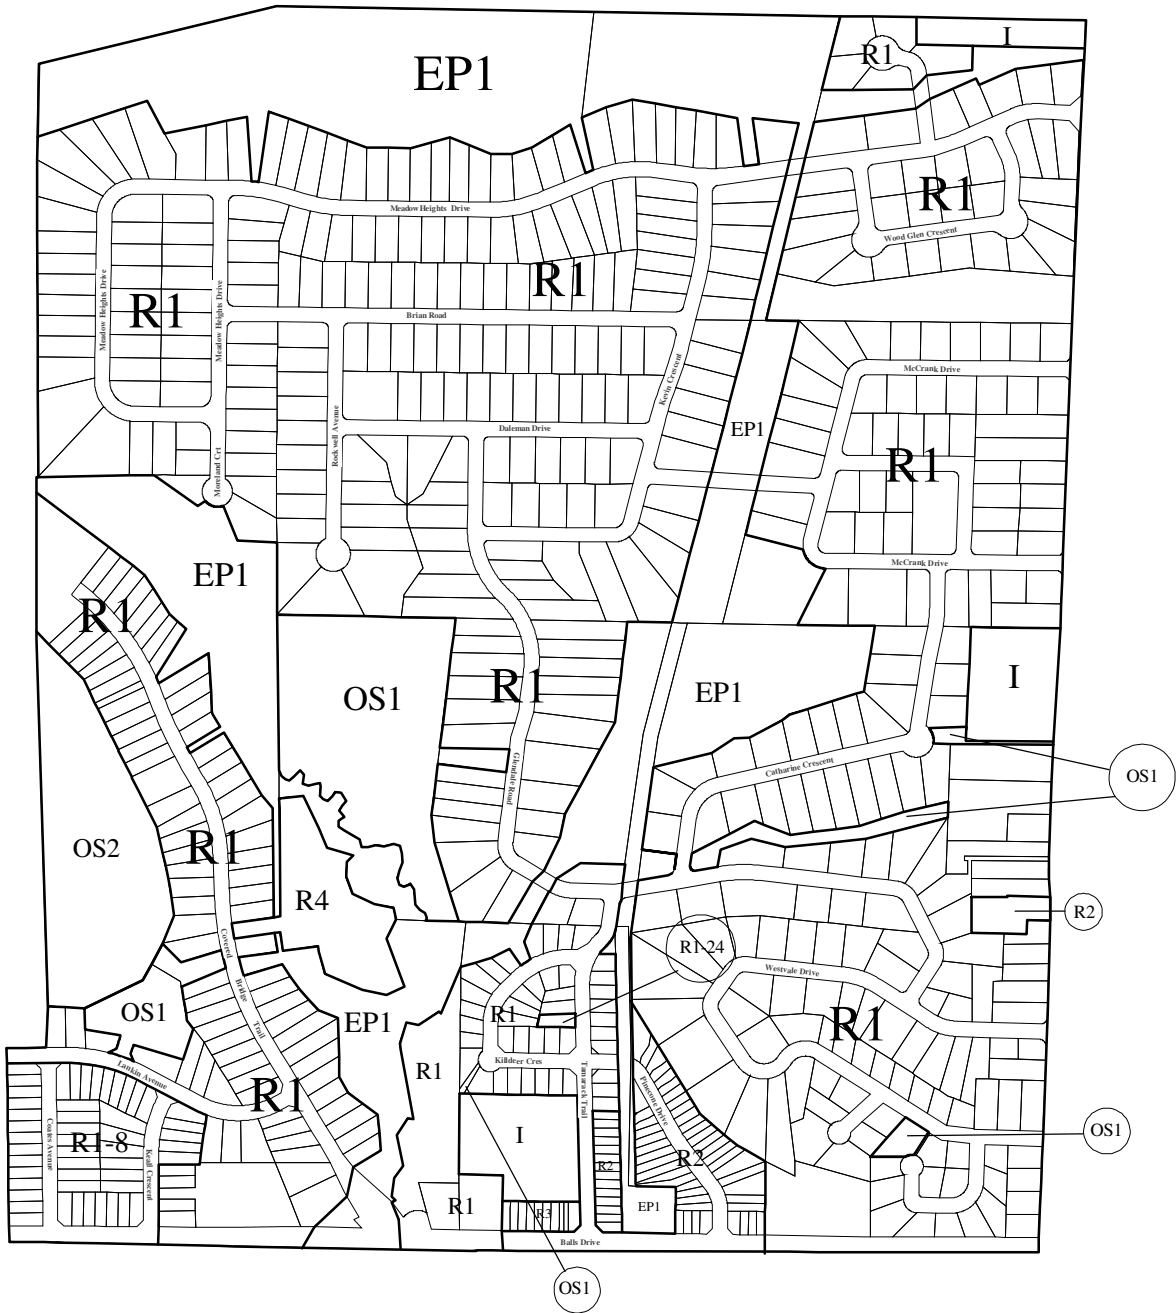 EP1
R1
I
R1
Meadow Heights Drive
Wood Glen Crescent
R1
R1
Meadow Heights Drive
Meadow Heights Drive
Brian Road
Kevin Crescent
McCrank Drive
EP1
Rockwell Avenue
Daleman Drive
R1
Moreland Crt
McCrank Drive
EP1
R1
OS1
R1
EP1
I
Glendale Road
Catharine Crescent
OS1
OS2
R1
R4
R2
Covered
Bridge
Trail
R1-24
Westvale Drive
OS1
EP1
R1
R1
Killdeer Cres
R1
Lankin Avenue
R1
Tamarack Trail
Pinecone Drive
Coates Avenue
R1-8
Keall Crescent
I
OS1
R2
R2
R1
R3
EP1
Balls Drive
OS1